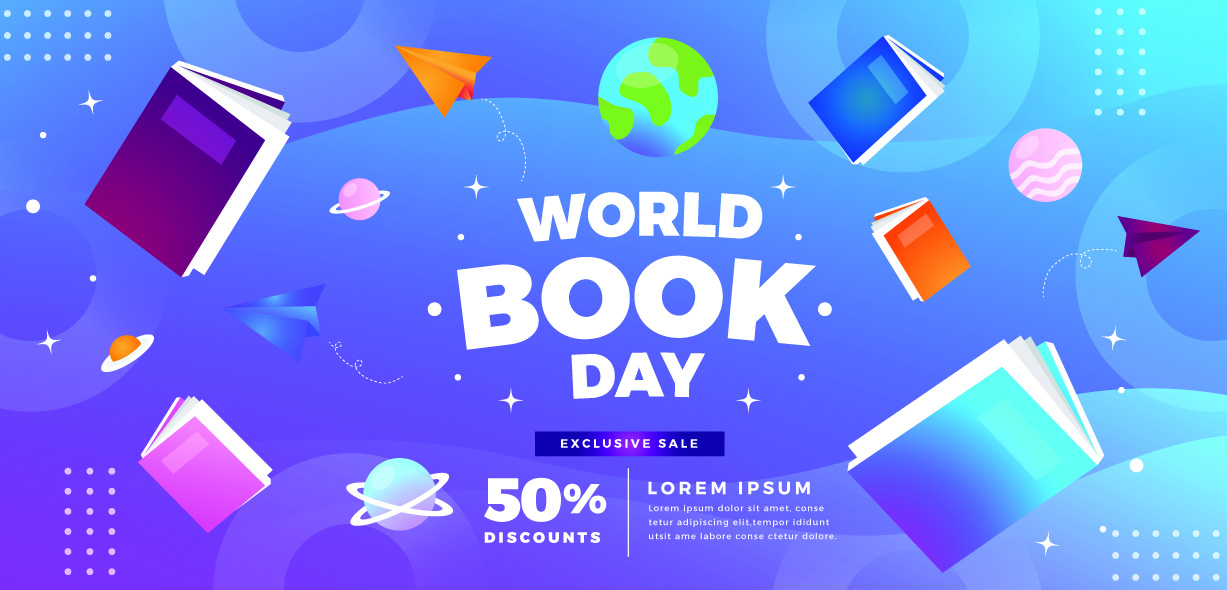 WORLD
BOOK
DAY
EXCLUSIVE SALE
50%
DISCOUNTS
LOREM IPSUM
Lorem ipsum dolor sit amet, conse
tetur adipiscing elit,tempor ididunt
utsit ame labore conse ctetur dolore.